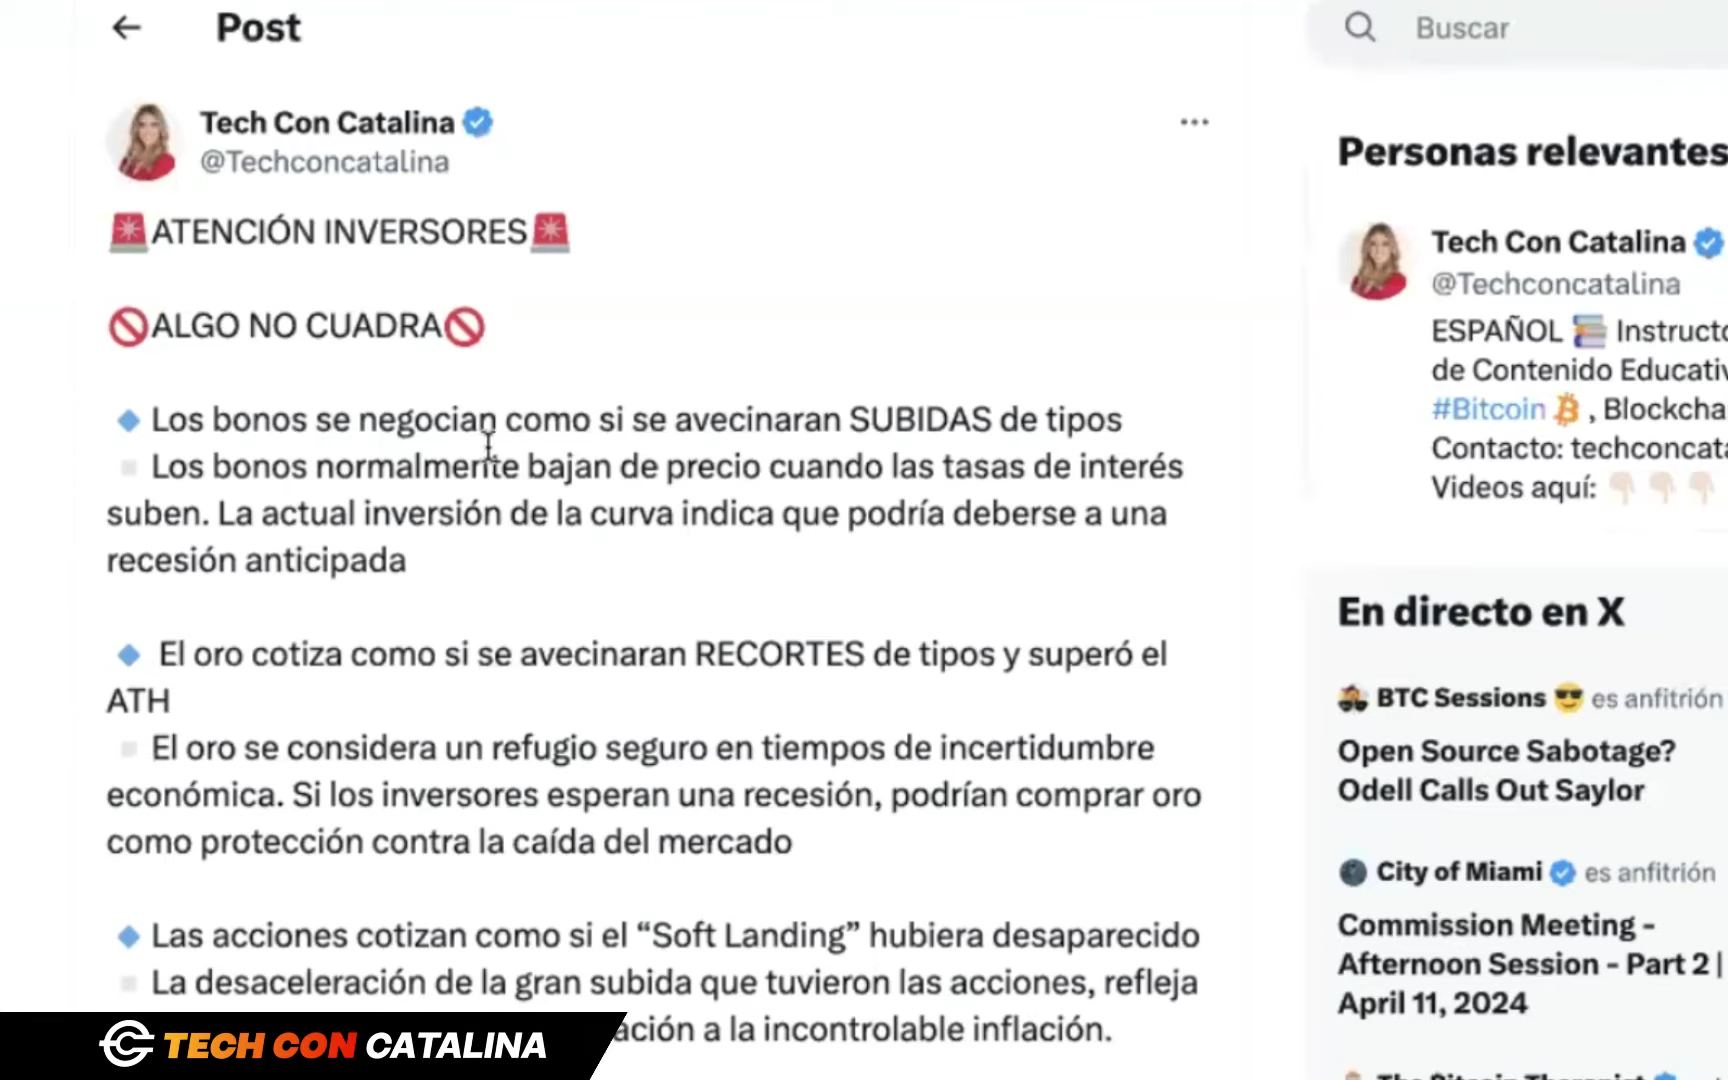 Post
Tech Con Catalina
@Techconcatalina
ATENCIÓN INVERSORES
ALGO NO CUADRA
Los bonos se negocian como si se avecinaran SUBIDAS de tipos
Los bonos normalmente bajan de precio cuando las tasas de interés
suben. La actual inversión de la curva indica que podría deberse a una
recesión anticipada
El oro cotiza como si se avecinaran RECORTES de tipos y superó el
ATH
El oro se considera un refugio seguro en tiempos de incertidumbre
económica. Si los inversores esperan una recesión, podrían comprar oro
como protección contra la caída del mercado
Las acciones cotizan como si el “Soft Landing” hubiera desaparecido
La desaceleración de la gran subida que tuvieron las acciones, refleja
ación a la incontrolable inflación.
TECH CON CATALINA
Buscar
Personas relevantes
Tech Con Catalina
@Techconcatalina
ESPAÑOL Instructo
de Contenido Educativ
#Bitcoin , Blockcha
Contacto: techconcata
Videos aquí:
En directo en X
BTC Sessions es anfitrión
Open Source Sabotage?
Odell Calls Out Saylor
City of Miami es anfitrión
Commission Meeting -
Afternoon Session - Part 2 |
April 11, 2024
The Bitcoin Therapist